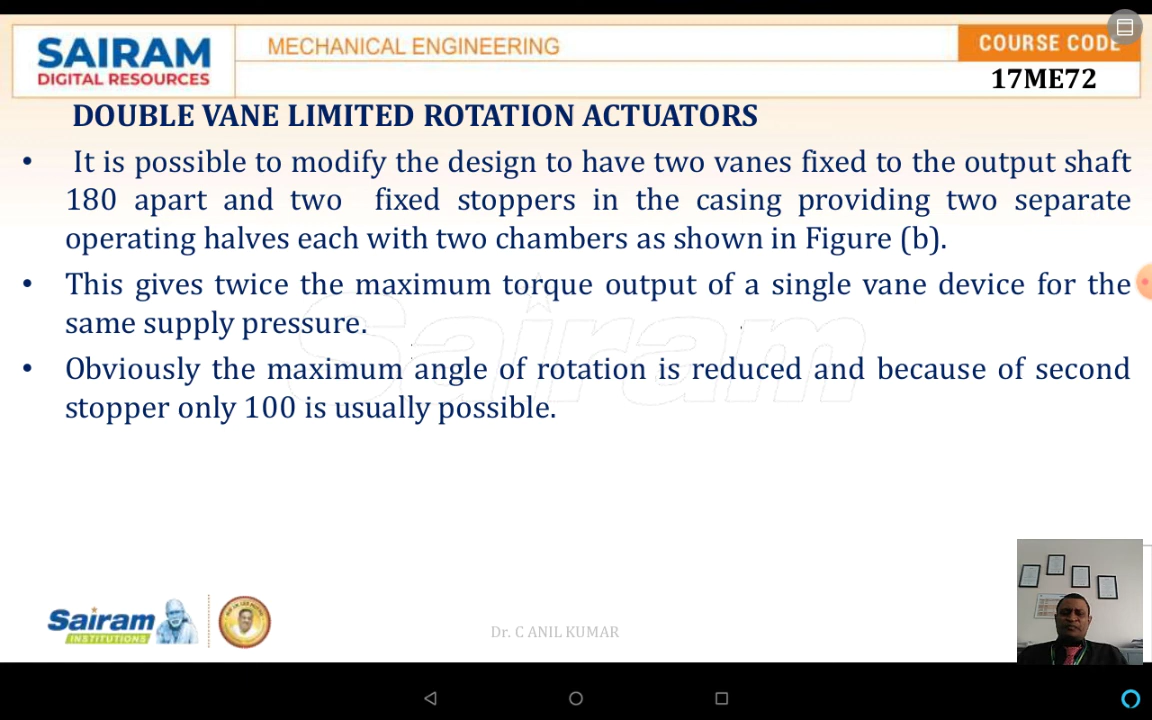 SAIRAM
DIGITAL RESOURCES
MECHANICAL ENGINEERING
COURSE CODE
17ME72
DOUBLE VANE LIMITED ROTATION ACTUATORS
• It is possible to modify the design to have two vanes fixed to the output shaft
180 apart and two fixed stoppers in the casing providing two separate
operating halves each with two chambers as shown in Figure (b).
• This gives twice the maximum torque output of a single vane device for the
same supply pressure.
• Obviously the maximum angle of rotation is reduced and because of second
stopper only 100 is usually possible.
Sairam
Sairam
INSTITUTIONS
Dr. C ANIL KUMAR